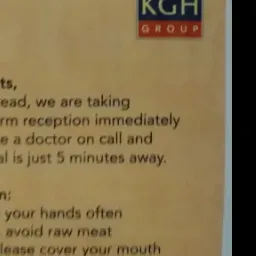 KGH
GROUP
ts,
ead, we are taking
rm reception immediately
e a doctor on call and
al is just 5 minutes away.
n:
your hands often
avoid raw meat
lease cover your mouth